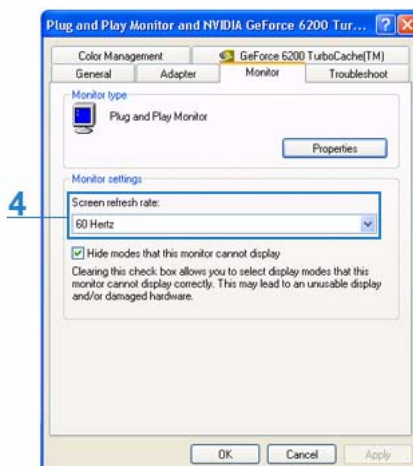 Plug and Play Monitor and NVIDIA GeForce 6200 Tur...
Color Management
GeForce 6200 TurboCache(TM)
General
Adapter
Monitor
Troubleshoot
Monitor type
Plug and Play Monitor
Properties
Monitor settings
4
Screen refresh rate:
60 Hertz
Hide modes that this monitor cannot display
Clearing this check box allows you to select display modes that this
monitor cannot display correctly. This may lead to an unusable display
and/or damaged hardware.
OK
Cancel
Apply